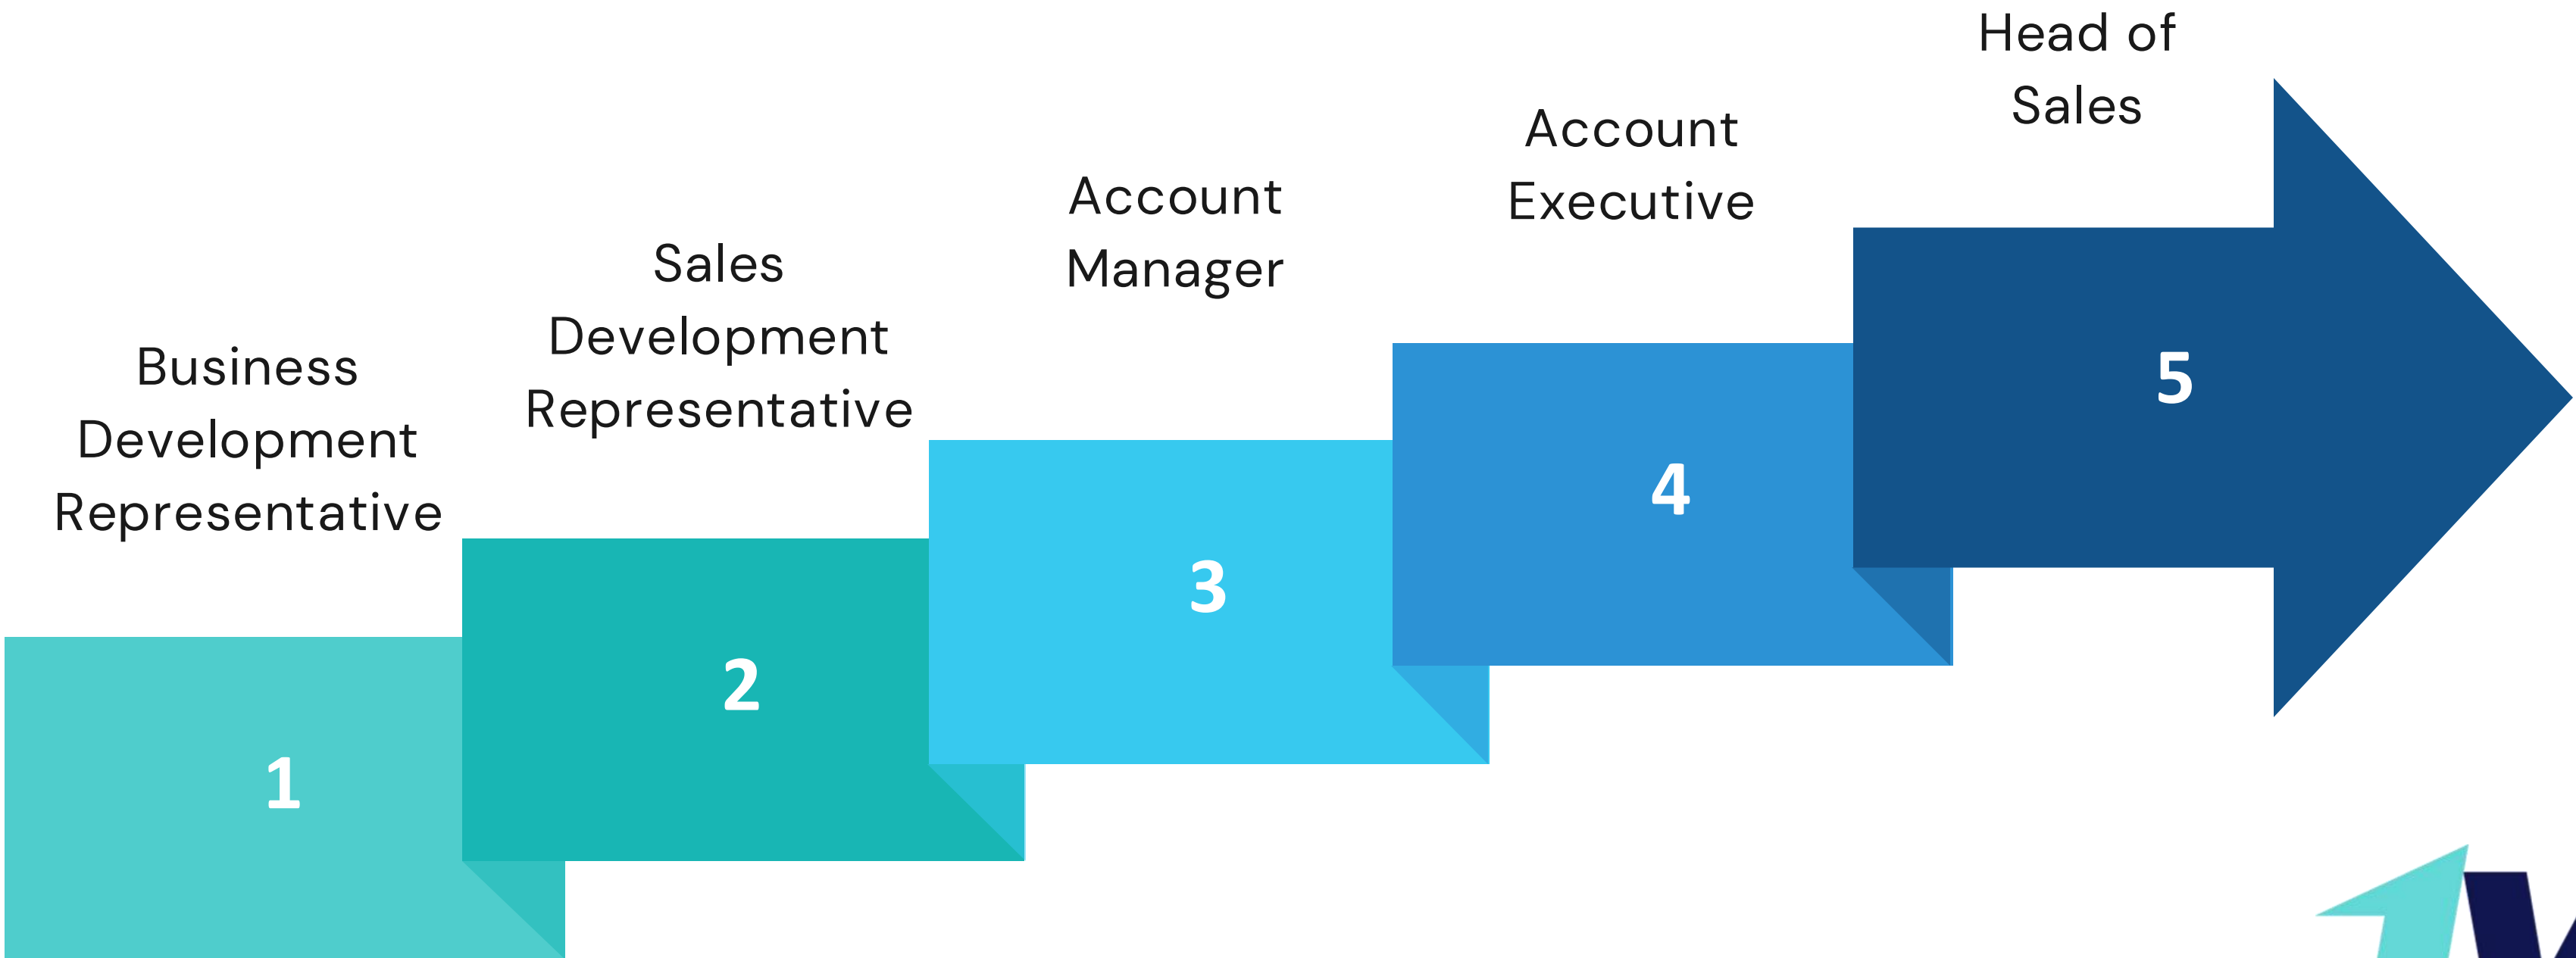 Business
Development
Representative
Sales
Development
Representative
Account
Manager
Account
Executive
Head of
Sales
1
2
3
4
5